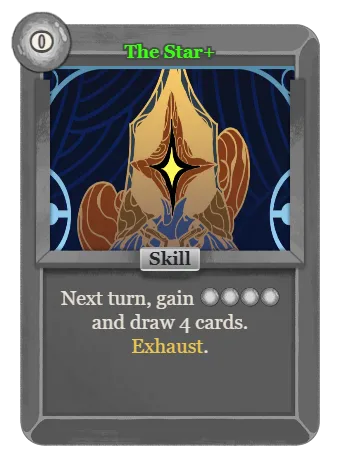 0
The Star+
Skill
Next turn, gain
and draw 4 cards.
Exhaust.